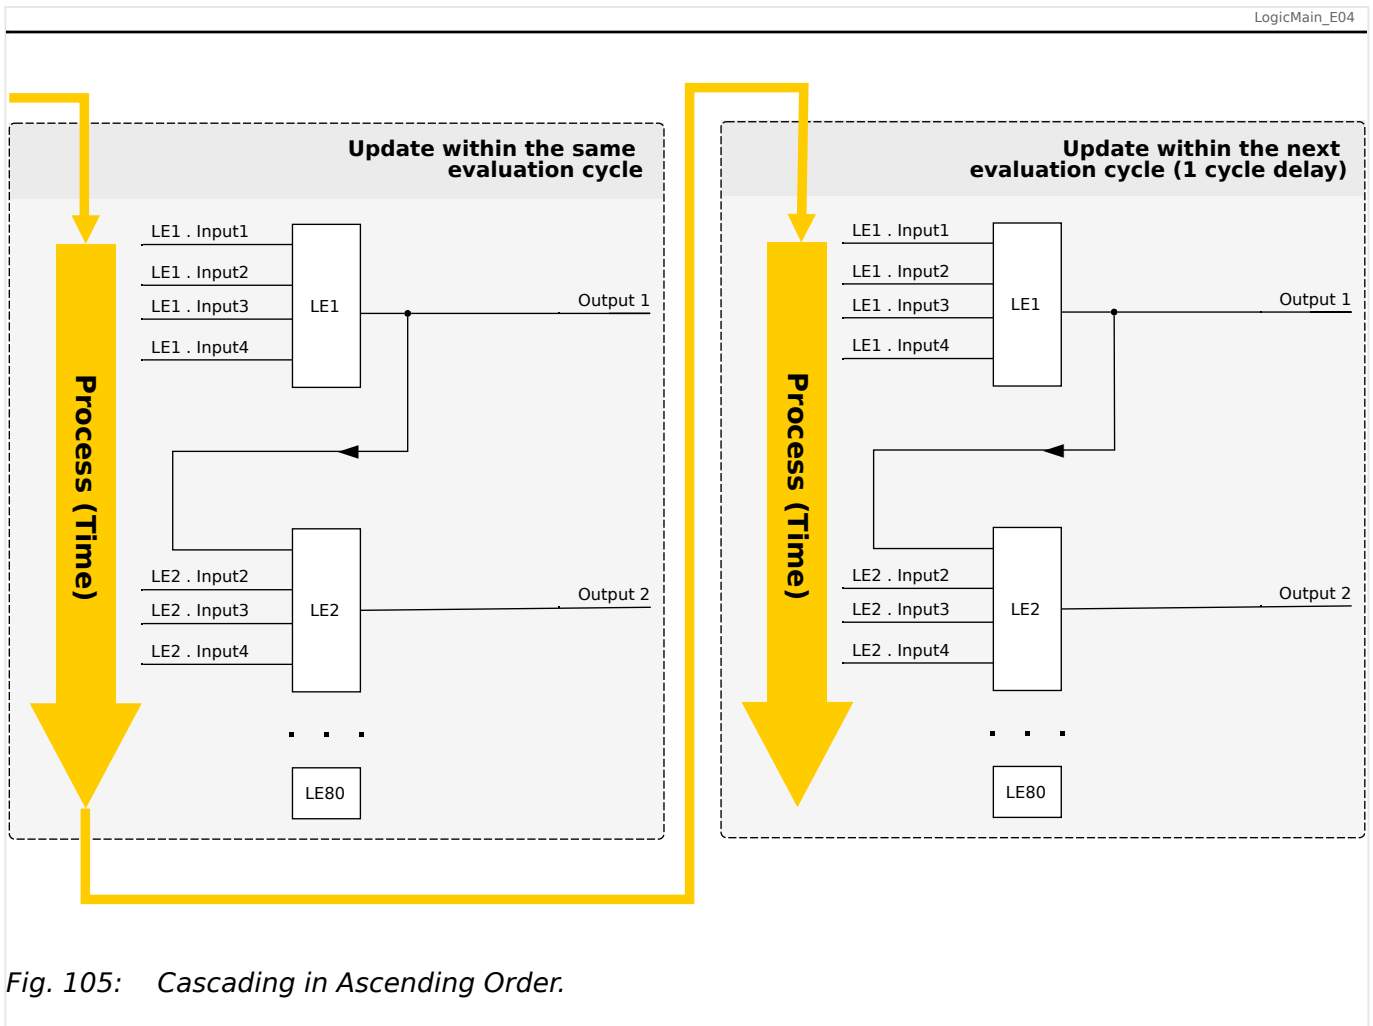 LogicMain_E04
Update within the same
evaluation cycle
LE1 . Input1
LE1 . Input2
LE1 . Input3
LE1 . Input4
LE1
Output 1
Process (Time)
LE2 . Input2
LE2 . Input3
LE2 . Input4
LE2
Output 2
. . .
LE80
Update within the next
evaluation cycle (1 cycle delay)
LE1 . Input1
LE1 . Input2
LE1 . Input3
LE1 . Input4
LE1
Output 1
Process (Time)
LE2 . Input2
LE2 . Input3
LE2 . Input4
LE2
Output 2
. . .
LE80
Fig. 105: Cascading in Ascending Order.